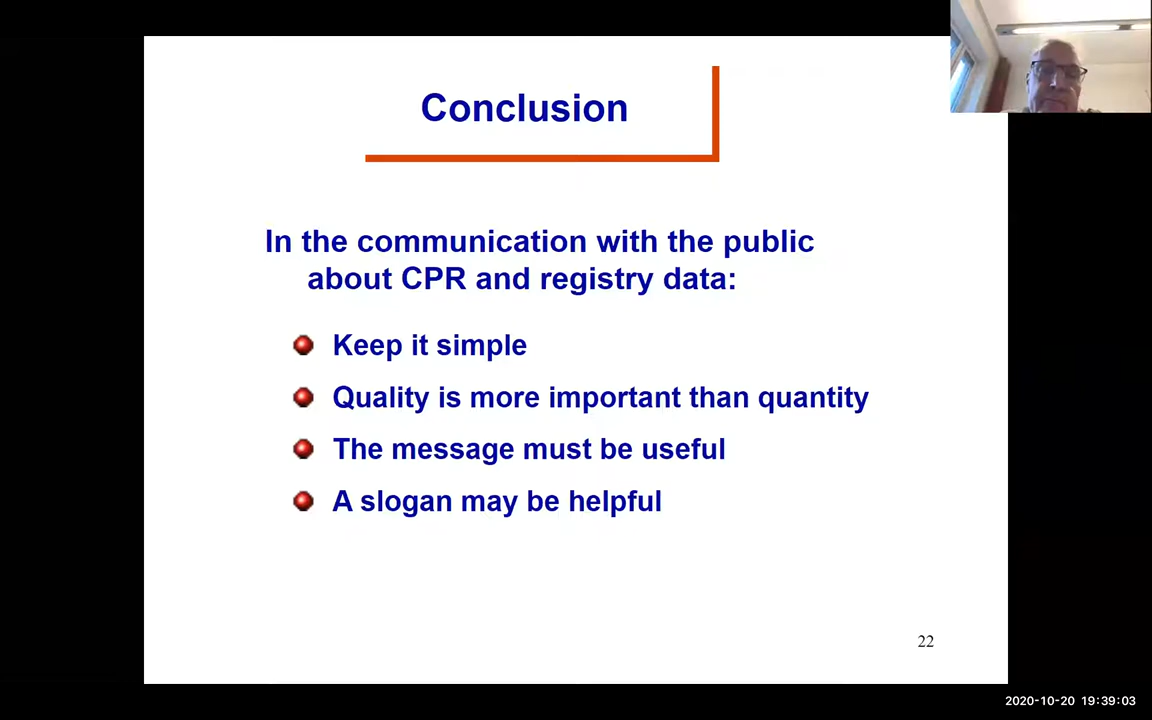 Conclusion
In the communication with the public
about CPR and registry data:
Keep it simple
Quality is more important than quantity
The message must be useful
A slogan may be helpful
22
2020-10-20 19:39:03